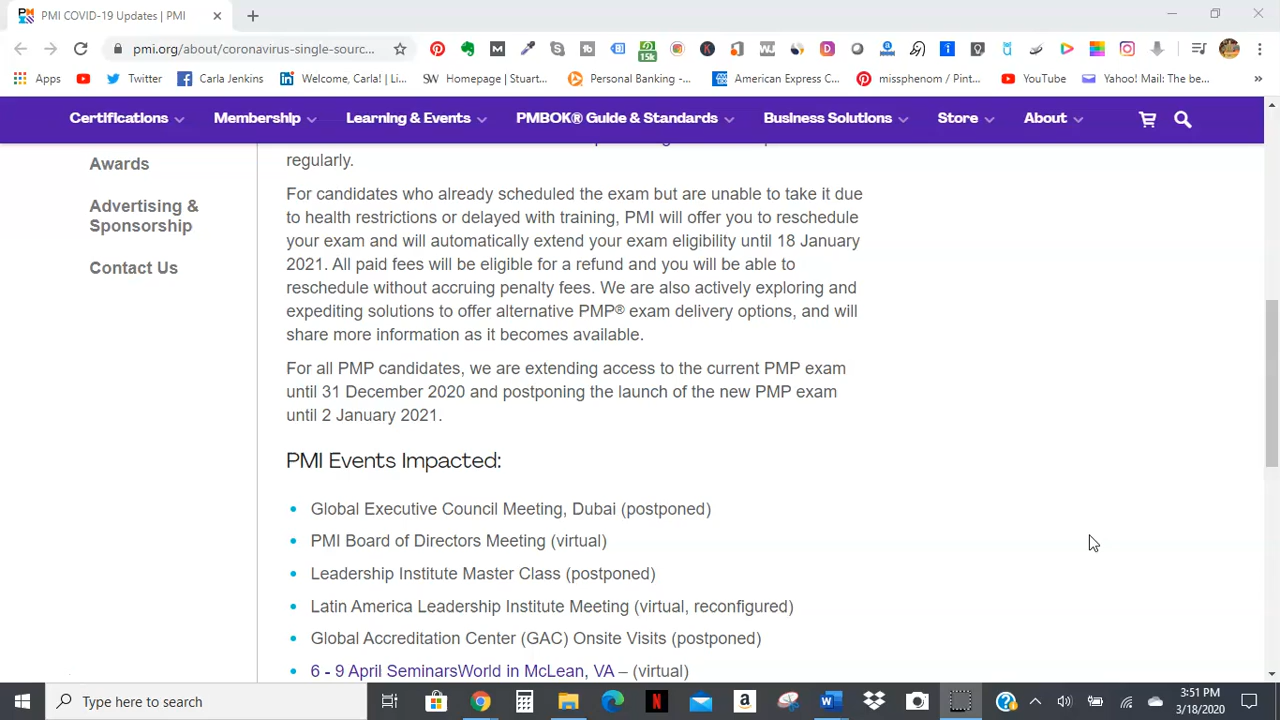 PMI COVID-19 Updates | PMI
pmi.org/about/coronavirus-single-sourc...
15k
Apps
Twitter
Carla Jenkins
Welcome, Carla! | Li...
SW Homepage | Stuart...
Personal Banking -...
American Express C...
missphenom / Pint...
YouTube
Yahoo! Mail: The be...
Certifications
Membership
Learning & Events
PMBOK® Guide & Standards
Business Solutions
Store
About
Awards
Advertising &
Sponsorship
Contact Us
regularly.
For candidates who already scheduled the exam but are unable to take it due
to health restrictions or delayed with training, PMI will offer you to reschedule
your exam and will automatically extend your exam eligibility until 18 January
2021. All paid fees will be eligible for a refund and you will be able to
reschedule without accruing penalty fees. We are also actively exploring and
expediting solutions to offer alternative PMP® exam delivery options, and will
share more information as it becomes available.
For all PMP candidates, we are extending access to the current PMP exam
until 31 December 2020 and postponing the launch of the new PMP exam
until 2 January 2021.
PMI Events Impacted:
• Global Executive Council Meeting, Dubai (postponed)
• PMI Board of Directors Meeting (virtual)
• Leadership Institute Master Class (postponed)
• Latin America Leadership Institute Meeting (virtual, reconfigured)
• Global Accreditation Center (GAC) Onsite Visits (postponed)
• 6 - 9 April SeminarsWorld in McLean, VA – (virtual)
Type here to search
3:51 PM
3/18/2020